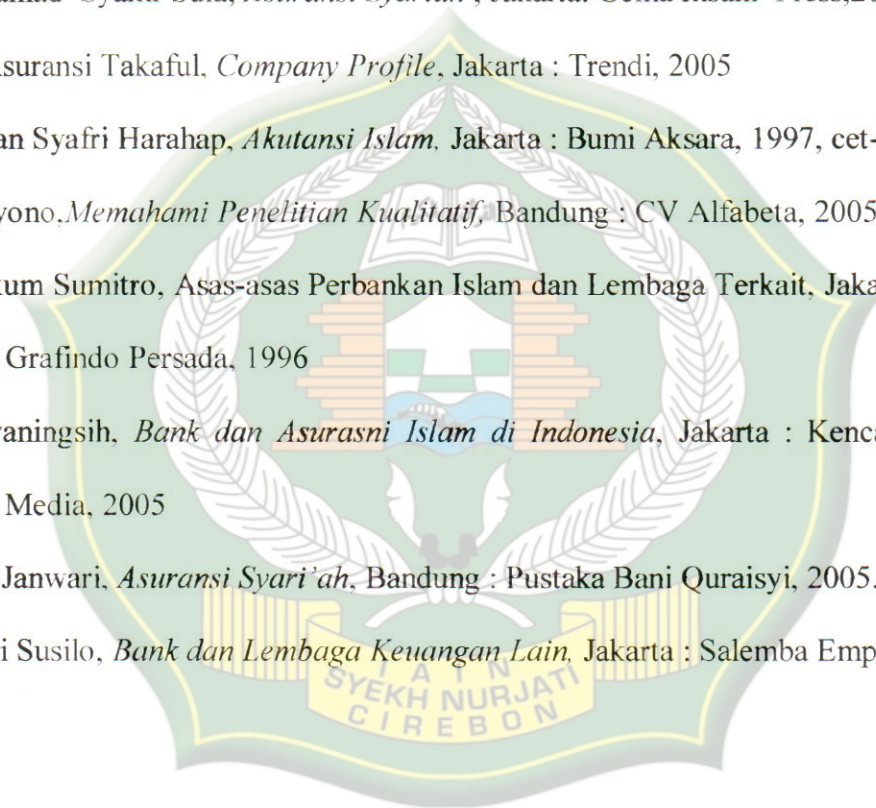 Syakir Sula, Asuransi Syariah, Jakarta: Gema Insani Press,20
Asuransi Takaful, Company Profile, Jakarta : Trendi, 2005
an Syafri Harahap, Akutansi Islam, Jakarta : Bumi Aksara, 1997, cet-
yono,Memahami Penelitian Kualitatif, Bandung : CV Alfabeta, 2005
kum Sumitro, Asas-asas Perbankan Islam dan Lembaga Terkait, Jaka
Grafindo Persada, 1996
aningsih, Bank dan Asurasni Islam di Indonesia, Jakarta : Kenca
Media, 2005
Janwari, Asuransi Syari'ah, Bandung : Pustaka Bani Quraisyi, 2005.
i Susilo, Bank dan Lembaga Keuangan Lain, Jakarta : Salemba Emp
IAIN
SYEKH NURJATI
CIREBON